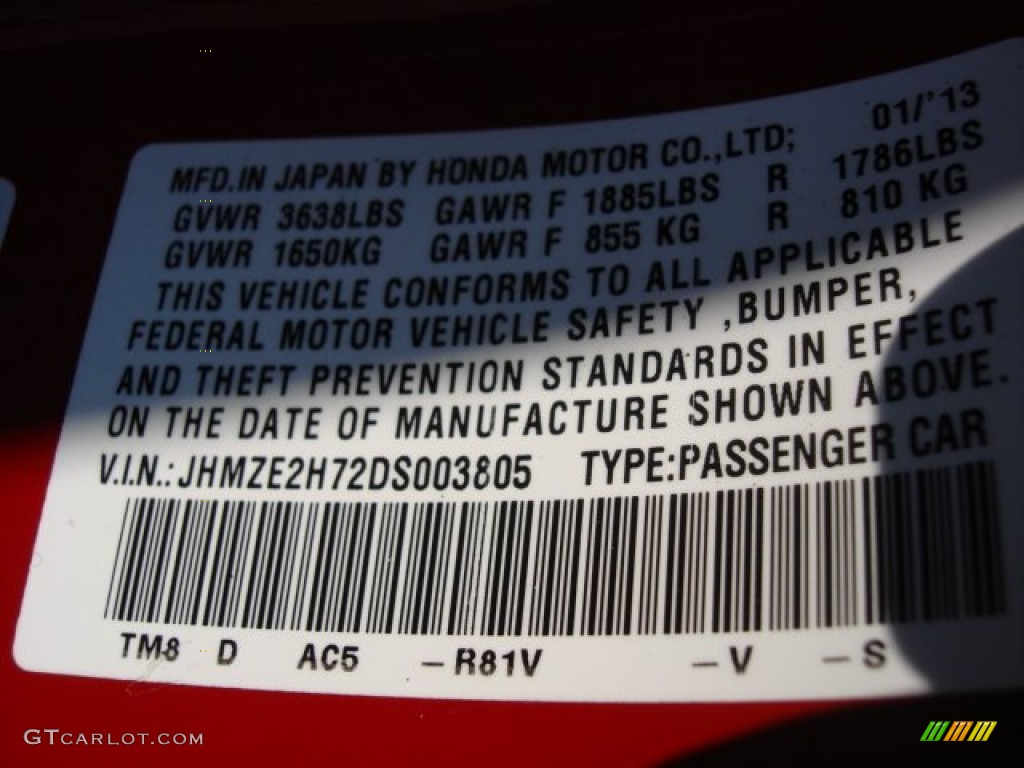 01/'13
MFD.IN JAPAN BY HONDA MOTOR CO.,LTD;
GVWR 3638LBS GAWR F 1885LBS R 1786LBS
GVWR 1650KG GAWR F 855 KG R 810 KG
THIS VEHICLE CONFORMS TO ALL APPLICABLE
FEDERAL MOTOR VEHICLE SAFETY ,BUMPER,
AND THEFT PREVENTION STANDARDS IN EFFECT
ON THE DATE OF MANUFACTURE SHOWN ABOVE.
V.I.N.: JHMZE2H72DS003805 TYPE:PASSENGER CAR
TM8 D AC5 –R81V –V –S
GTCARLOT.COM